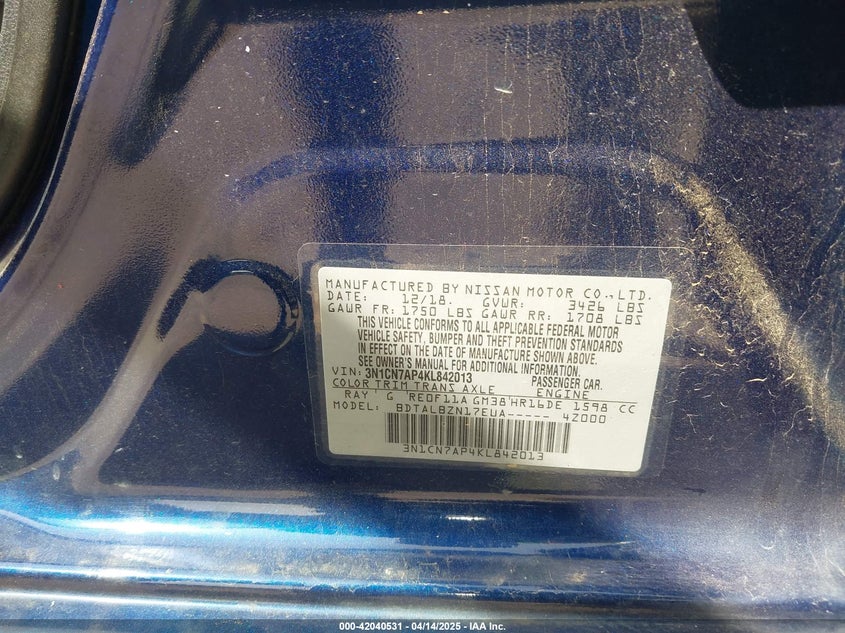 MANUFACTURED BY NISSAN MOTOR CO., LTD.
DATE: 12/18. GVWR: 3426 LBS
GAWR FR: 1750 LBS GAWR RR: 1708 LBS
THIS VEHICLE CONFORMS TO ALL APPLICABLE FEDERAL MOTOR
VEHICLE SAFETY, BUMPER AND THEFT PREVENTION STANDARDS
IN EFFECT ON THE DATE OF MANUFACTURE SHOWN ABOVE.
SEE OWNER'S MANUAL FOR ADDITIONAL INFORMATION.
VIN: 3N1CN7AP4KL842013 PASSENGER CAR.
COLOR TRIM TRANS AXLE ENGINE
RAY G RE0F11A GM38 HR16DE 1598 CC
MODEL: BDTALBZN17EUA----- 4Z000
3N1CN7AP4KL842013
000-42040531 - 04/14/2025 - IAA Inc.